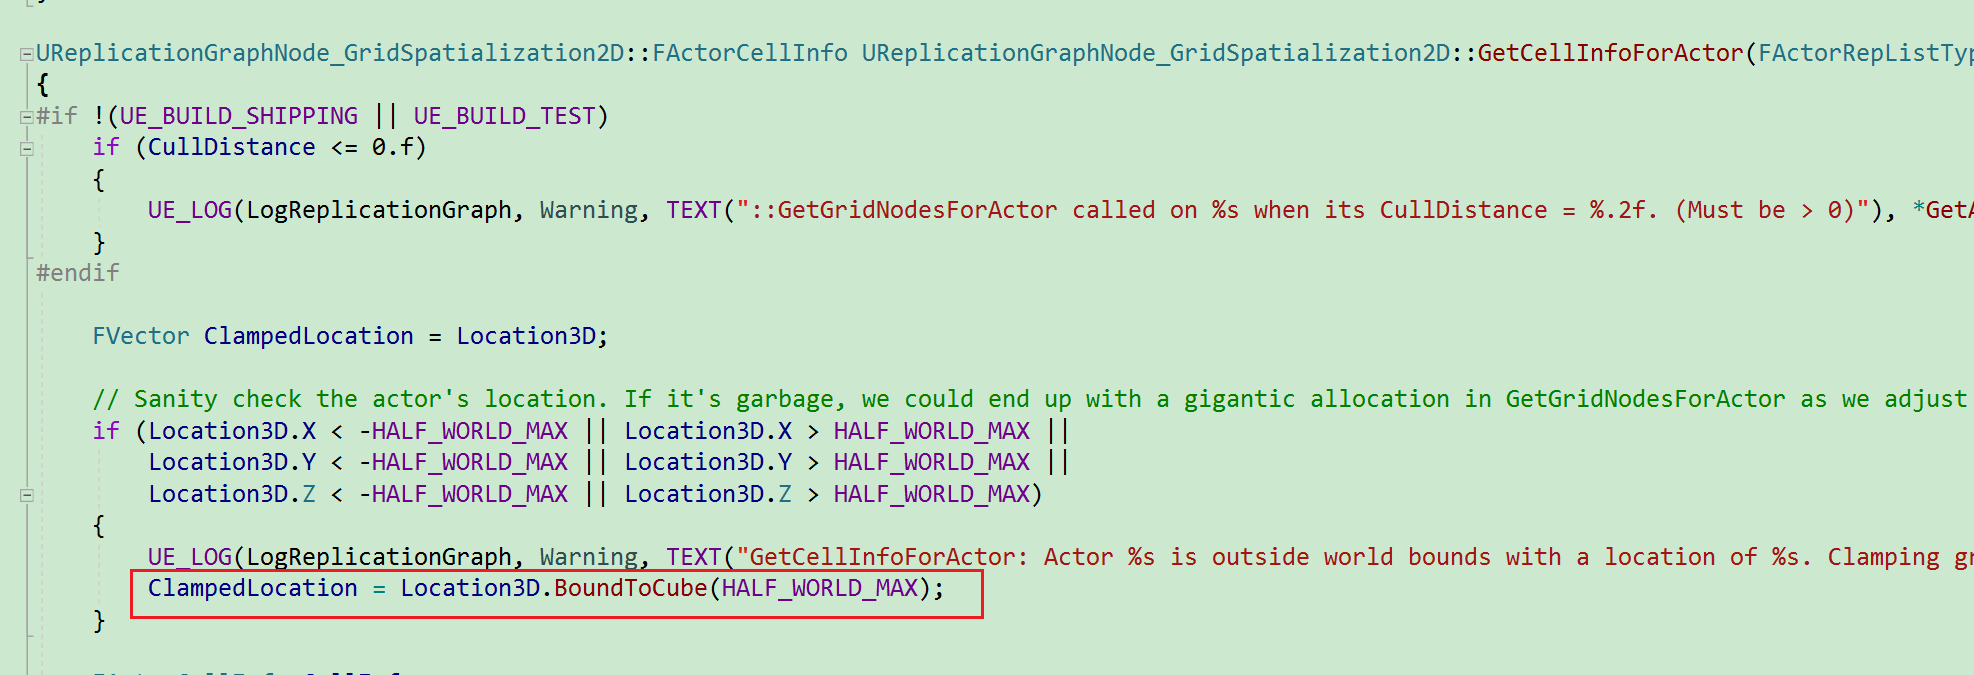 UReplicationGraphNode_GridSpatialization2D::FActorCellInfo UReplicationGraphNode_GridSpatialization2D::GetCellInfoForActor(FActorRepListTyp
{
#if !(UE_BUILD_SHIPPING || UE_BUILD_TEST)
if (CullDistance <= 0.f)
{
UE_LOG(LogReplicationGraph, Warning, TEXT("::GetGridNodesForActor called on %s when its CullDistance = %.2f. (Must be > 0)"), *GetA
}
#endif
FVector ClampedLocation = Location3D;
// Sanity check the actor's location. If it's garbage, we could end up with a gigantic allocation in GetGridNodesForActor as we adjust
if (Location3D.X < -HALF_WORLD_MAX || Location3D.X > HALF_WORLD_MAX ||
Location3D.Y < -HALF_WORLD_MAX || Location3D.Y > HALF_WORLD_MAX ||
Location3D.Z < -HALF_WORLD_MAX || Location3D.Z > HALF_WORLD_MAX)
{
UE_LOG(LogReplicationGraph, Warning, TEXT("GetCellInfoForActor: Actor %s is outside world bounds with a location of %s. Clamping gr
ClampedLocation = Location3D.BoundToCube(HALF_WORLD_MAX);
}